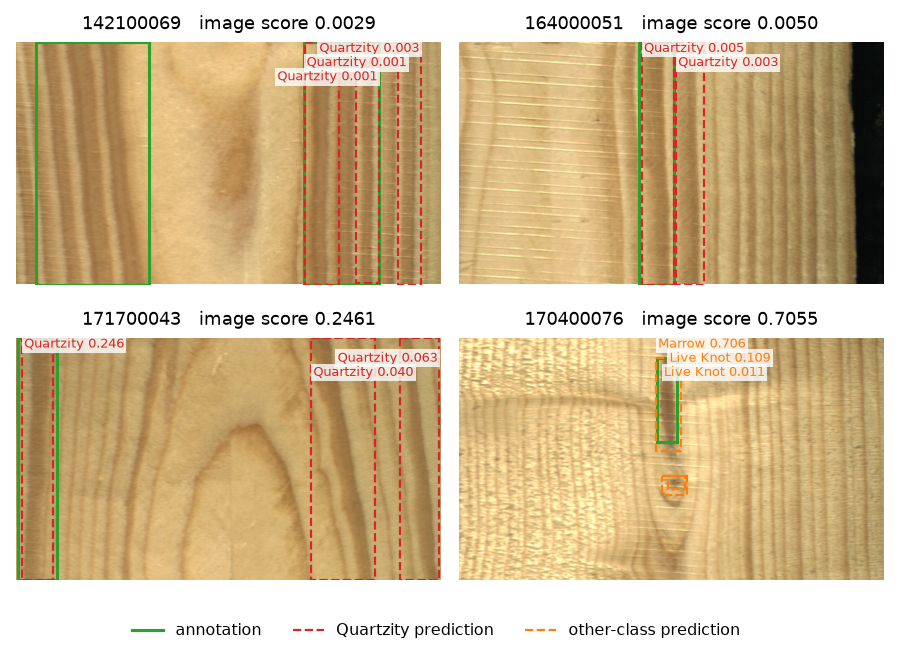 142100069 image score 0.0029
164000051 image score 0.0050
Quartzity 0.003
Quartzity 0.001
Quartzity 0.001
Quartzity 0.005
Quartzity 0.003
171700043 image score 0.2461
170400076 image score 0.7055
Quartzity 0.246
Quartzity 0.063
Quartzity 0.040
Marrow 0.706
Live Knot 0.109
Live Knot 0.011
annotation
Quartzity prediction
other-class prediction